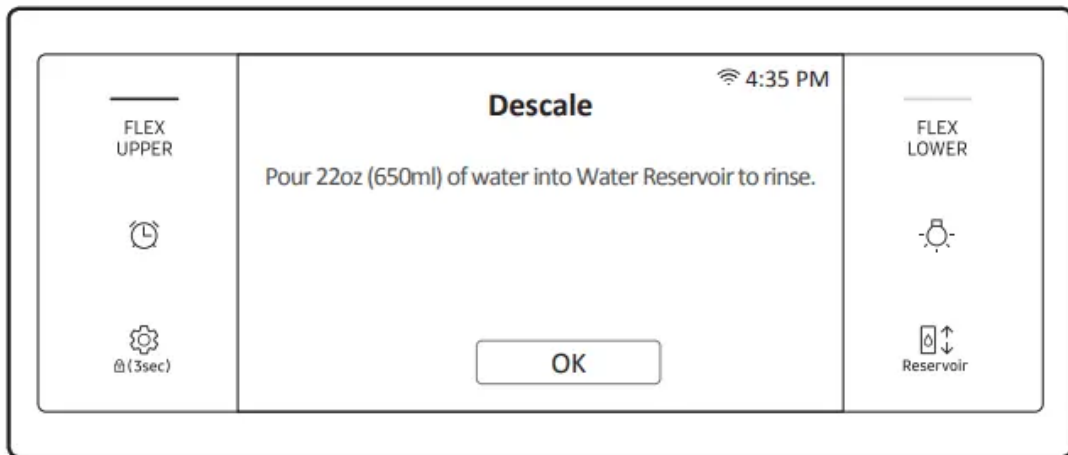 4:35 PM
Descale
FLEX
UPPER
FLEX
LOWER
Pour 22oz (650ml) of water into Water Reservoir to rinse.
(3sec)
OK
Reservoir